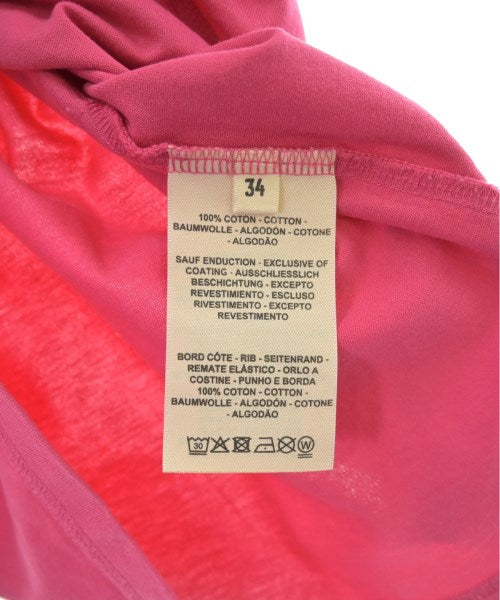 34
100% COTON - COTTON -
BAUMWOLLE - ALGODÓN - COTONE
- ALGODÃO
SAUF ENDUCTION - EXCLUSIVE OF
COATING - AUSSCHLIESSLICH
BESCHICHTUNG - EXCEPTO
REVESTIMIENTO - ESCLUSO
RIVESTIMENTO - EXCEPTO
REVESTIMENTO
BORD CÔTE - RIB - SEITENRAND -
REMATE ELÁSTICO - ORLO A
COSTINE - PUNHO E BORDA
100% COTON - COTTON -
BAUMWOLLE - ALGODÓN - COTONE
- ALGODÃO
30 W